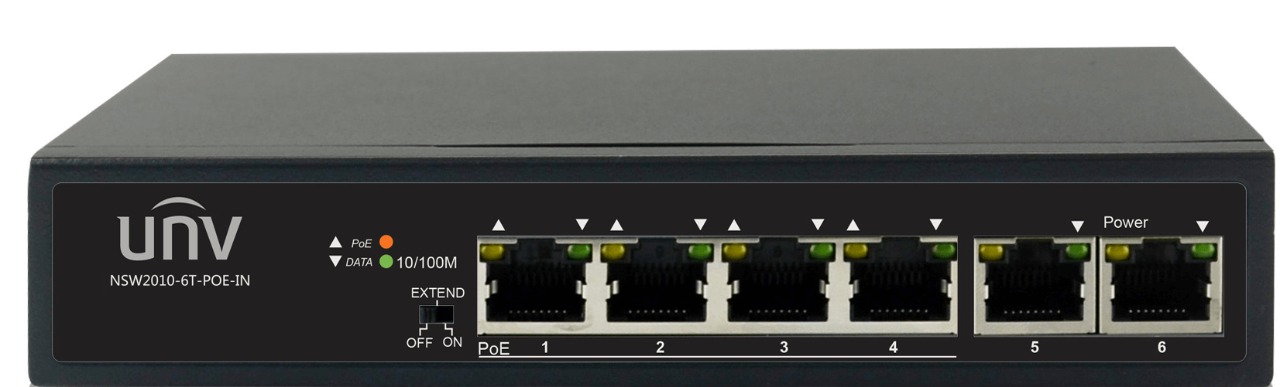 unv
NSW2010-6T-POE-IN
▲ PoE
▼ DATA 10/100M
EXTEND
OFF ON
▲ ▼ ▲ ▼ ▲ ▼ ▲ ▼ ▼ Power ▼
PoE 1 2 3 4 5 6